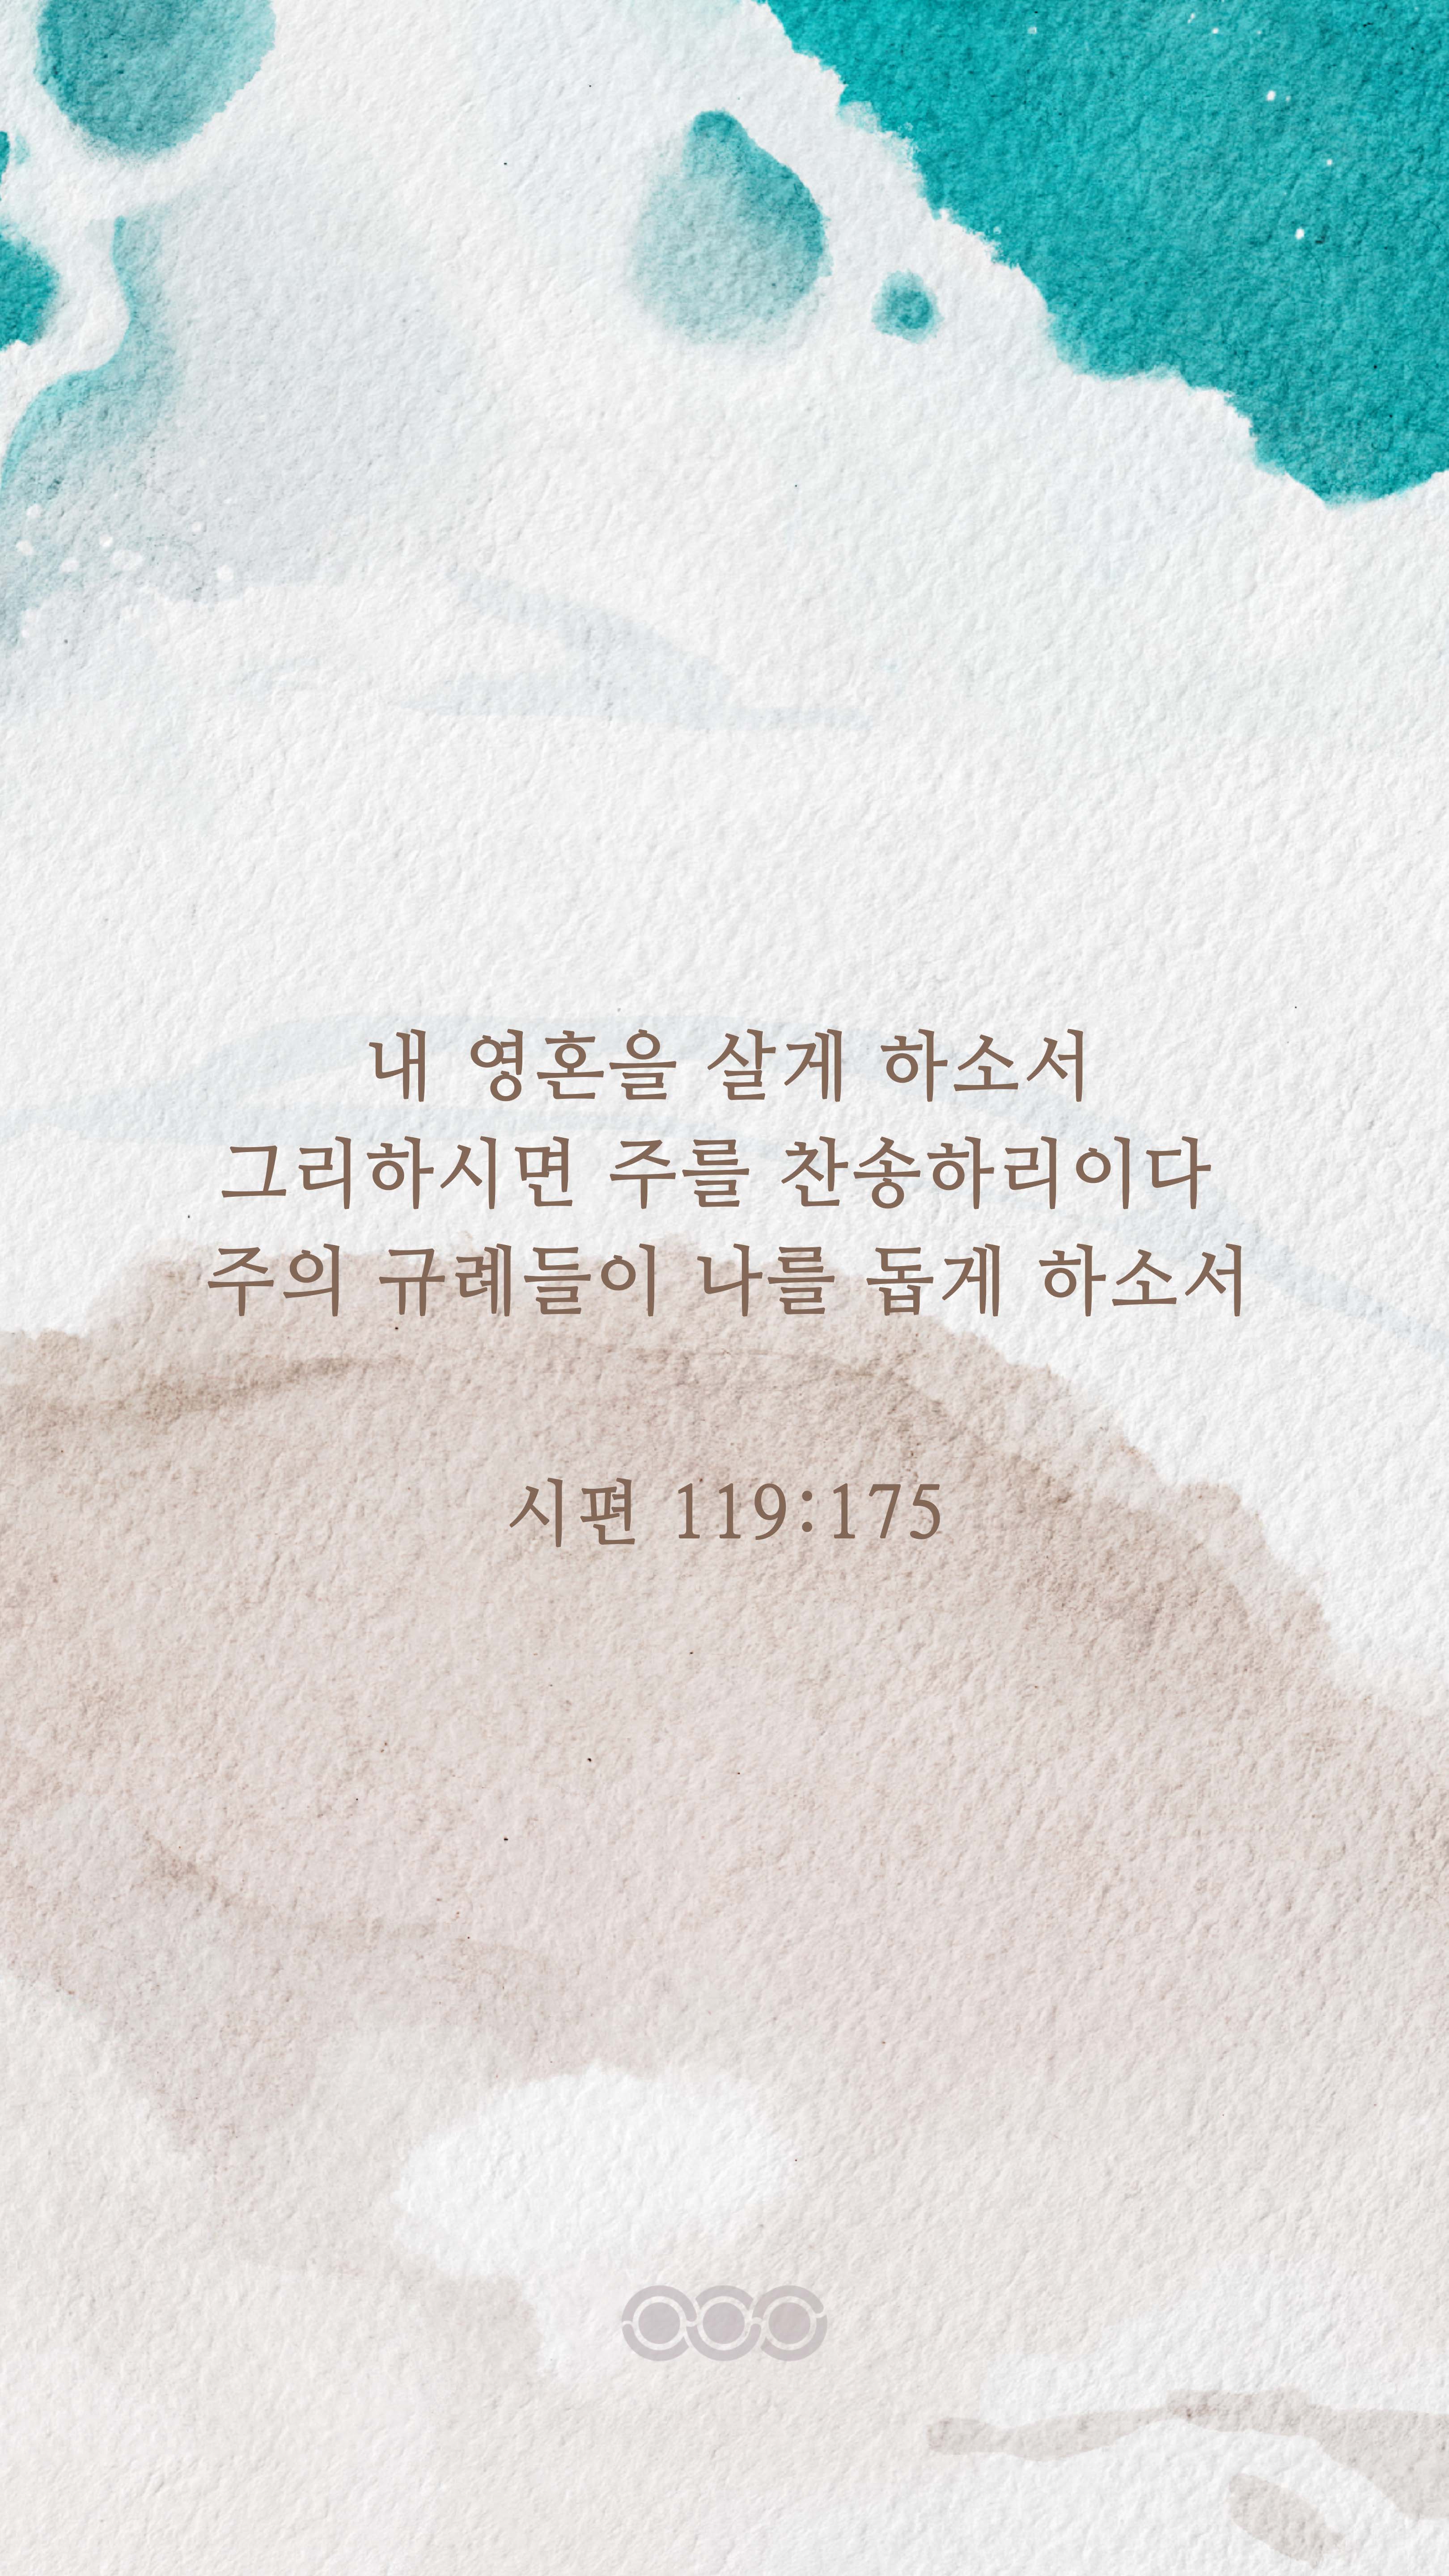 내 영혼을 살게 하소서
그리하시면 주를 찬송하리이다
주의 규례들이 나를 돕게 하소서
시편 119:175